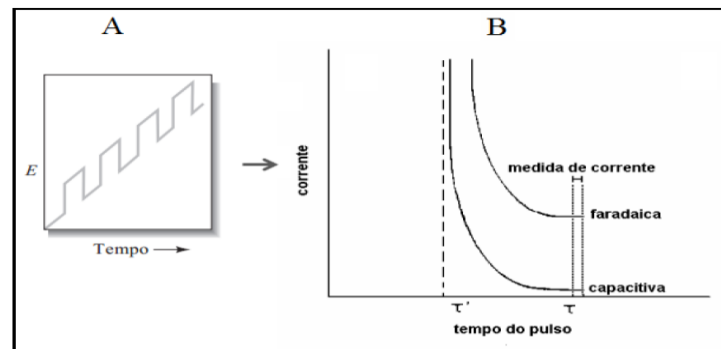 A
B
E
Tempo
corrente
medida de corrente
faradaica
capacitiva
τ'
τ
tempo do pulso